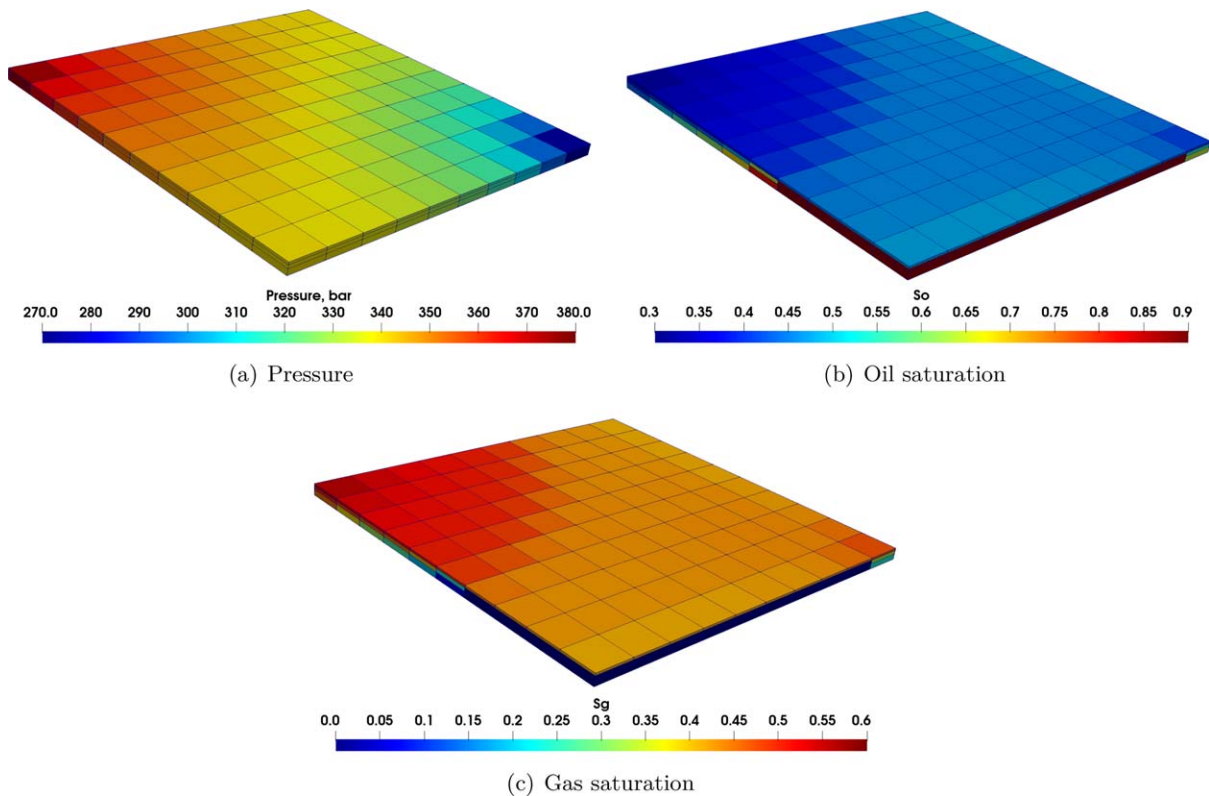 Pressure, bar
270.0 280 290 300 310 320 330 340 350 360 370 380.0
(a) Pressure
So
0.3 0.35 0.4 0.45 0.5 0.55 0.6 0.65 0.7 0.75 0.8 0.85 0.9
(b) Oil saturation
Sg
0.0 0.05 0.1 0.15 0.2 0.25 0.3 0.35 0.4 0.45 0.5 0.55 0.6
(c) Gas saturation